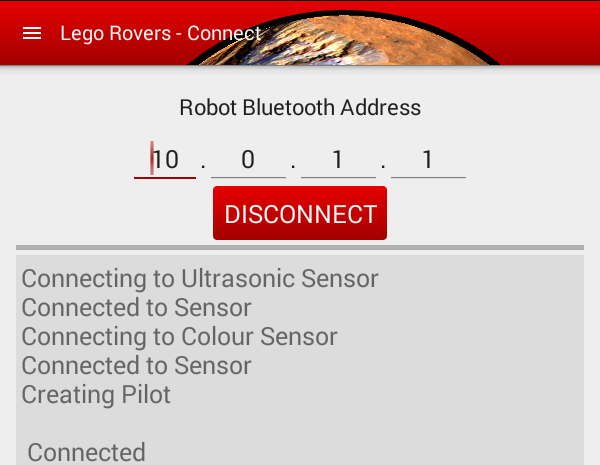 Lego Rovers - Connect
Robot Bluetooth Address
10 . 0 . 1 . 1
DISCONNECT
Connecting to Ultrasonic Sensor
Connected to Sensor
Connecting to Colour Sensor
Connected to Sensor
Creating Pilot
Connected